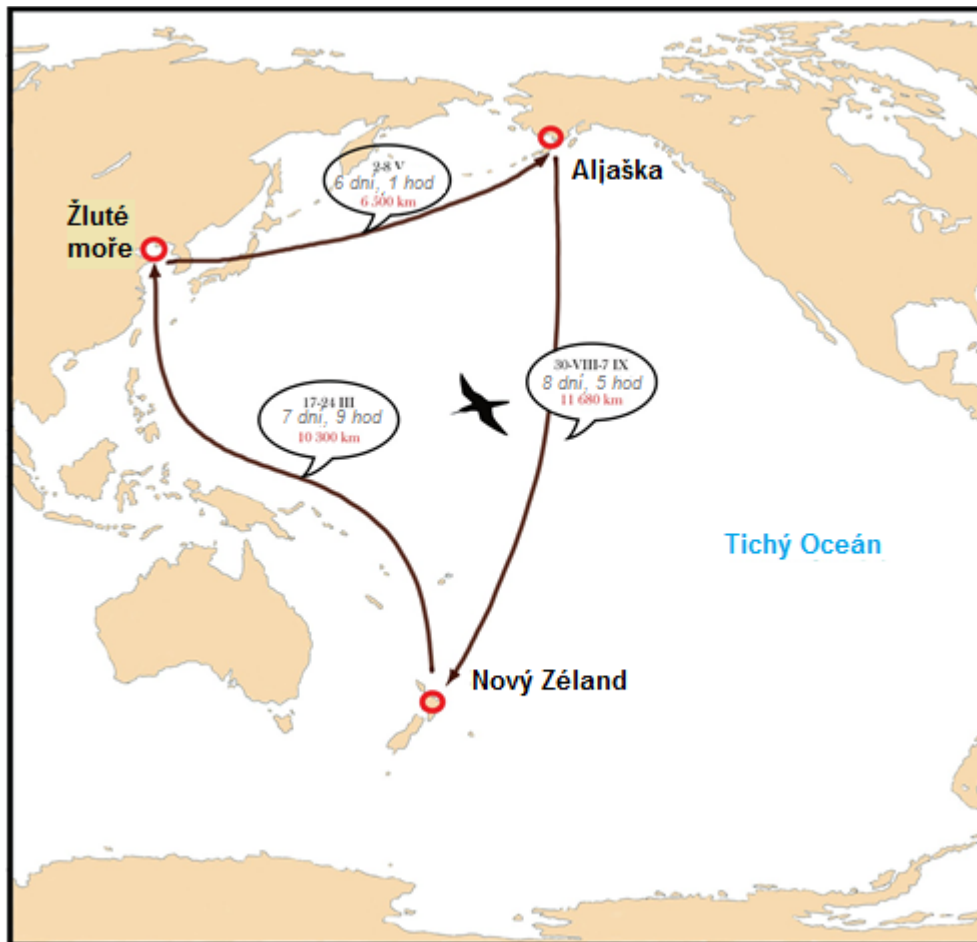 2-8 V
6 dní, 1 hod
6 500 km
Aljaška
Žluté
moře
30-VIII-7 IX
8 dní, 5 hod
11 680 km
17-24 III
7 dní, 9 hod
10 300 km
Tichý Oceán
Nový Zéland